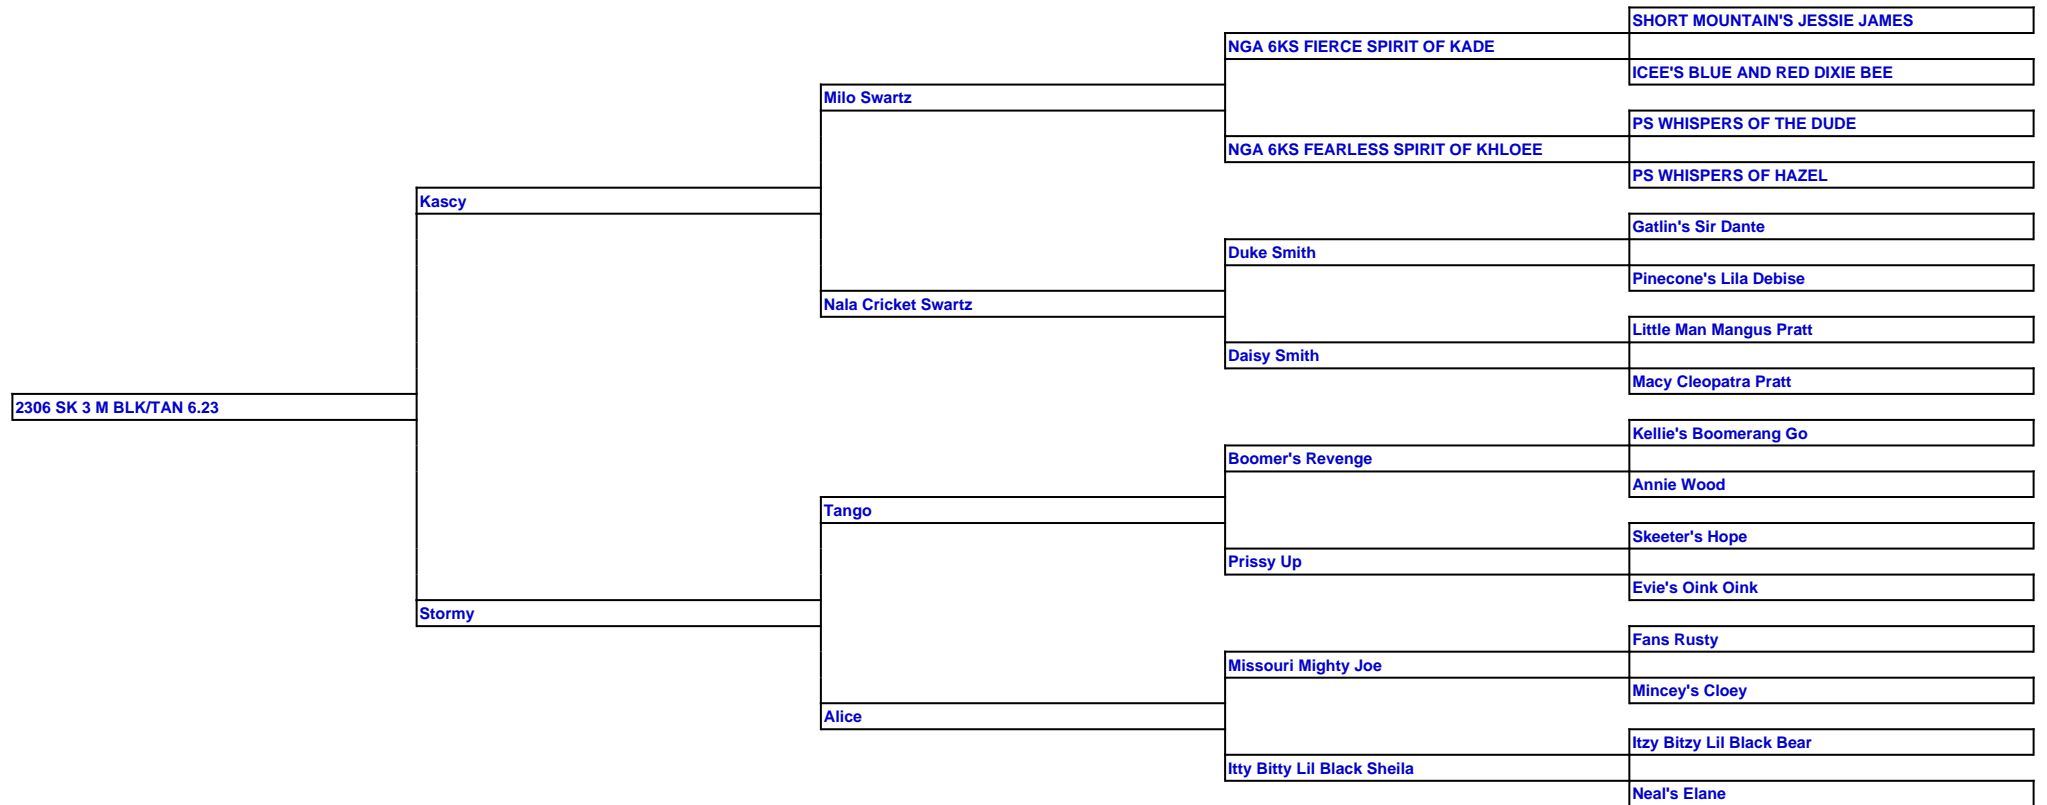 SHORT MOUNTAIN'S JESSIE JAMES
NGA 6KS FIERCE SPIRIT OF KADE
ICEE'S BLUE AND RED DIXIE BEE
Milo Swartz
PS WHISPERS OF THE DUDE
NGA 6KS FEARLESS SPIRIT OF KHLOEE
PS WHISPERS OF HAZEL
Kascy
Gatlin's Sir Dante
Duke Smith
Pinecone's Lila Debise
Nala Cricket Swartz
Little Man Mangus Pratt
Daisy Smith
Macy Cleopatra Pratt
2306 SK 3 M BLK/TAN 6.23
Kellie's Boomerang Go
Boomer's Revenge
Annie Wood
Tango
Skeeter's Hope
Prissy Up
Evie's Oink Oink
Stormy
Fans Rusty
Missouri Mighty Joe
Mincey's Cloey
Alice
Itzy Bitzy Lil Black Bear
Itty Bitty Lil Black Sheila
Neal's Elane